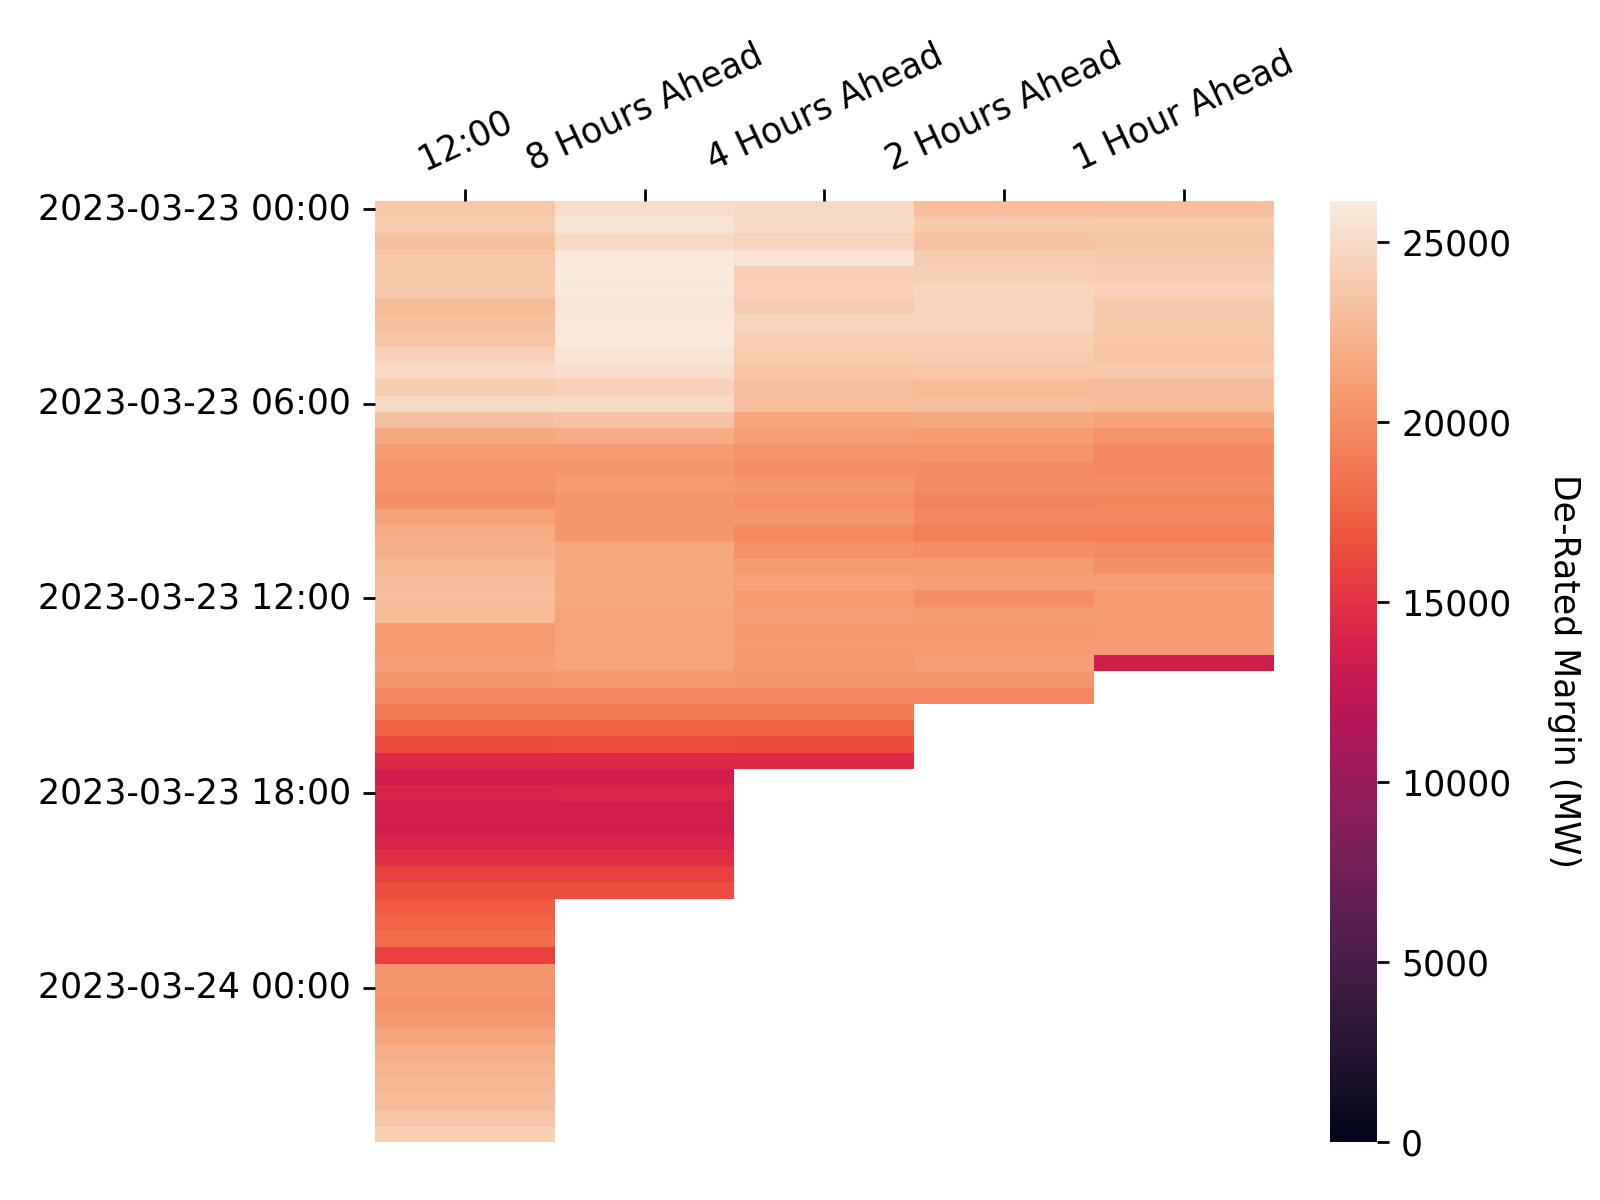 12:00
8 Hours Ahead
4 Hours Ahead
2 Hours Ahead
1 Hour Ahead
2023-03-23 00:00
2023-03-23 06:00
2023-03-23 12:00
2023-03-23 18:00
2023-03-24 00:00
25000
20000
15000
10000
5000
0
De-Rated Margin (MW)